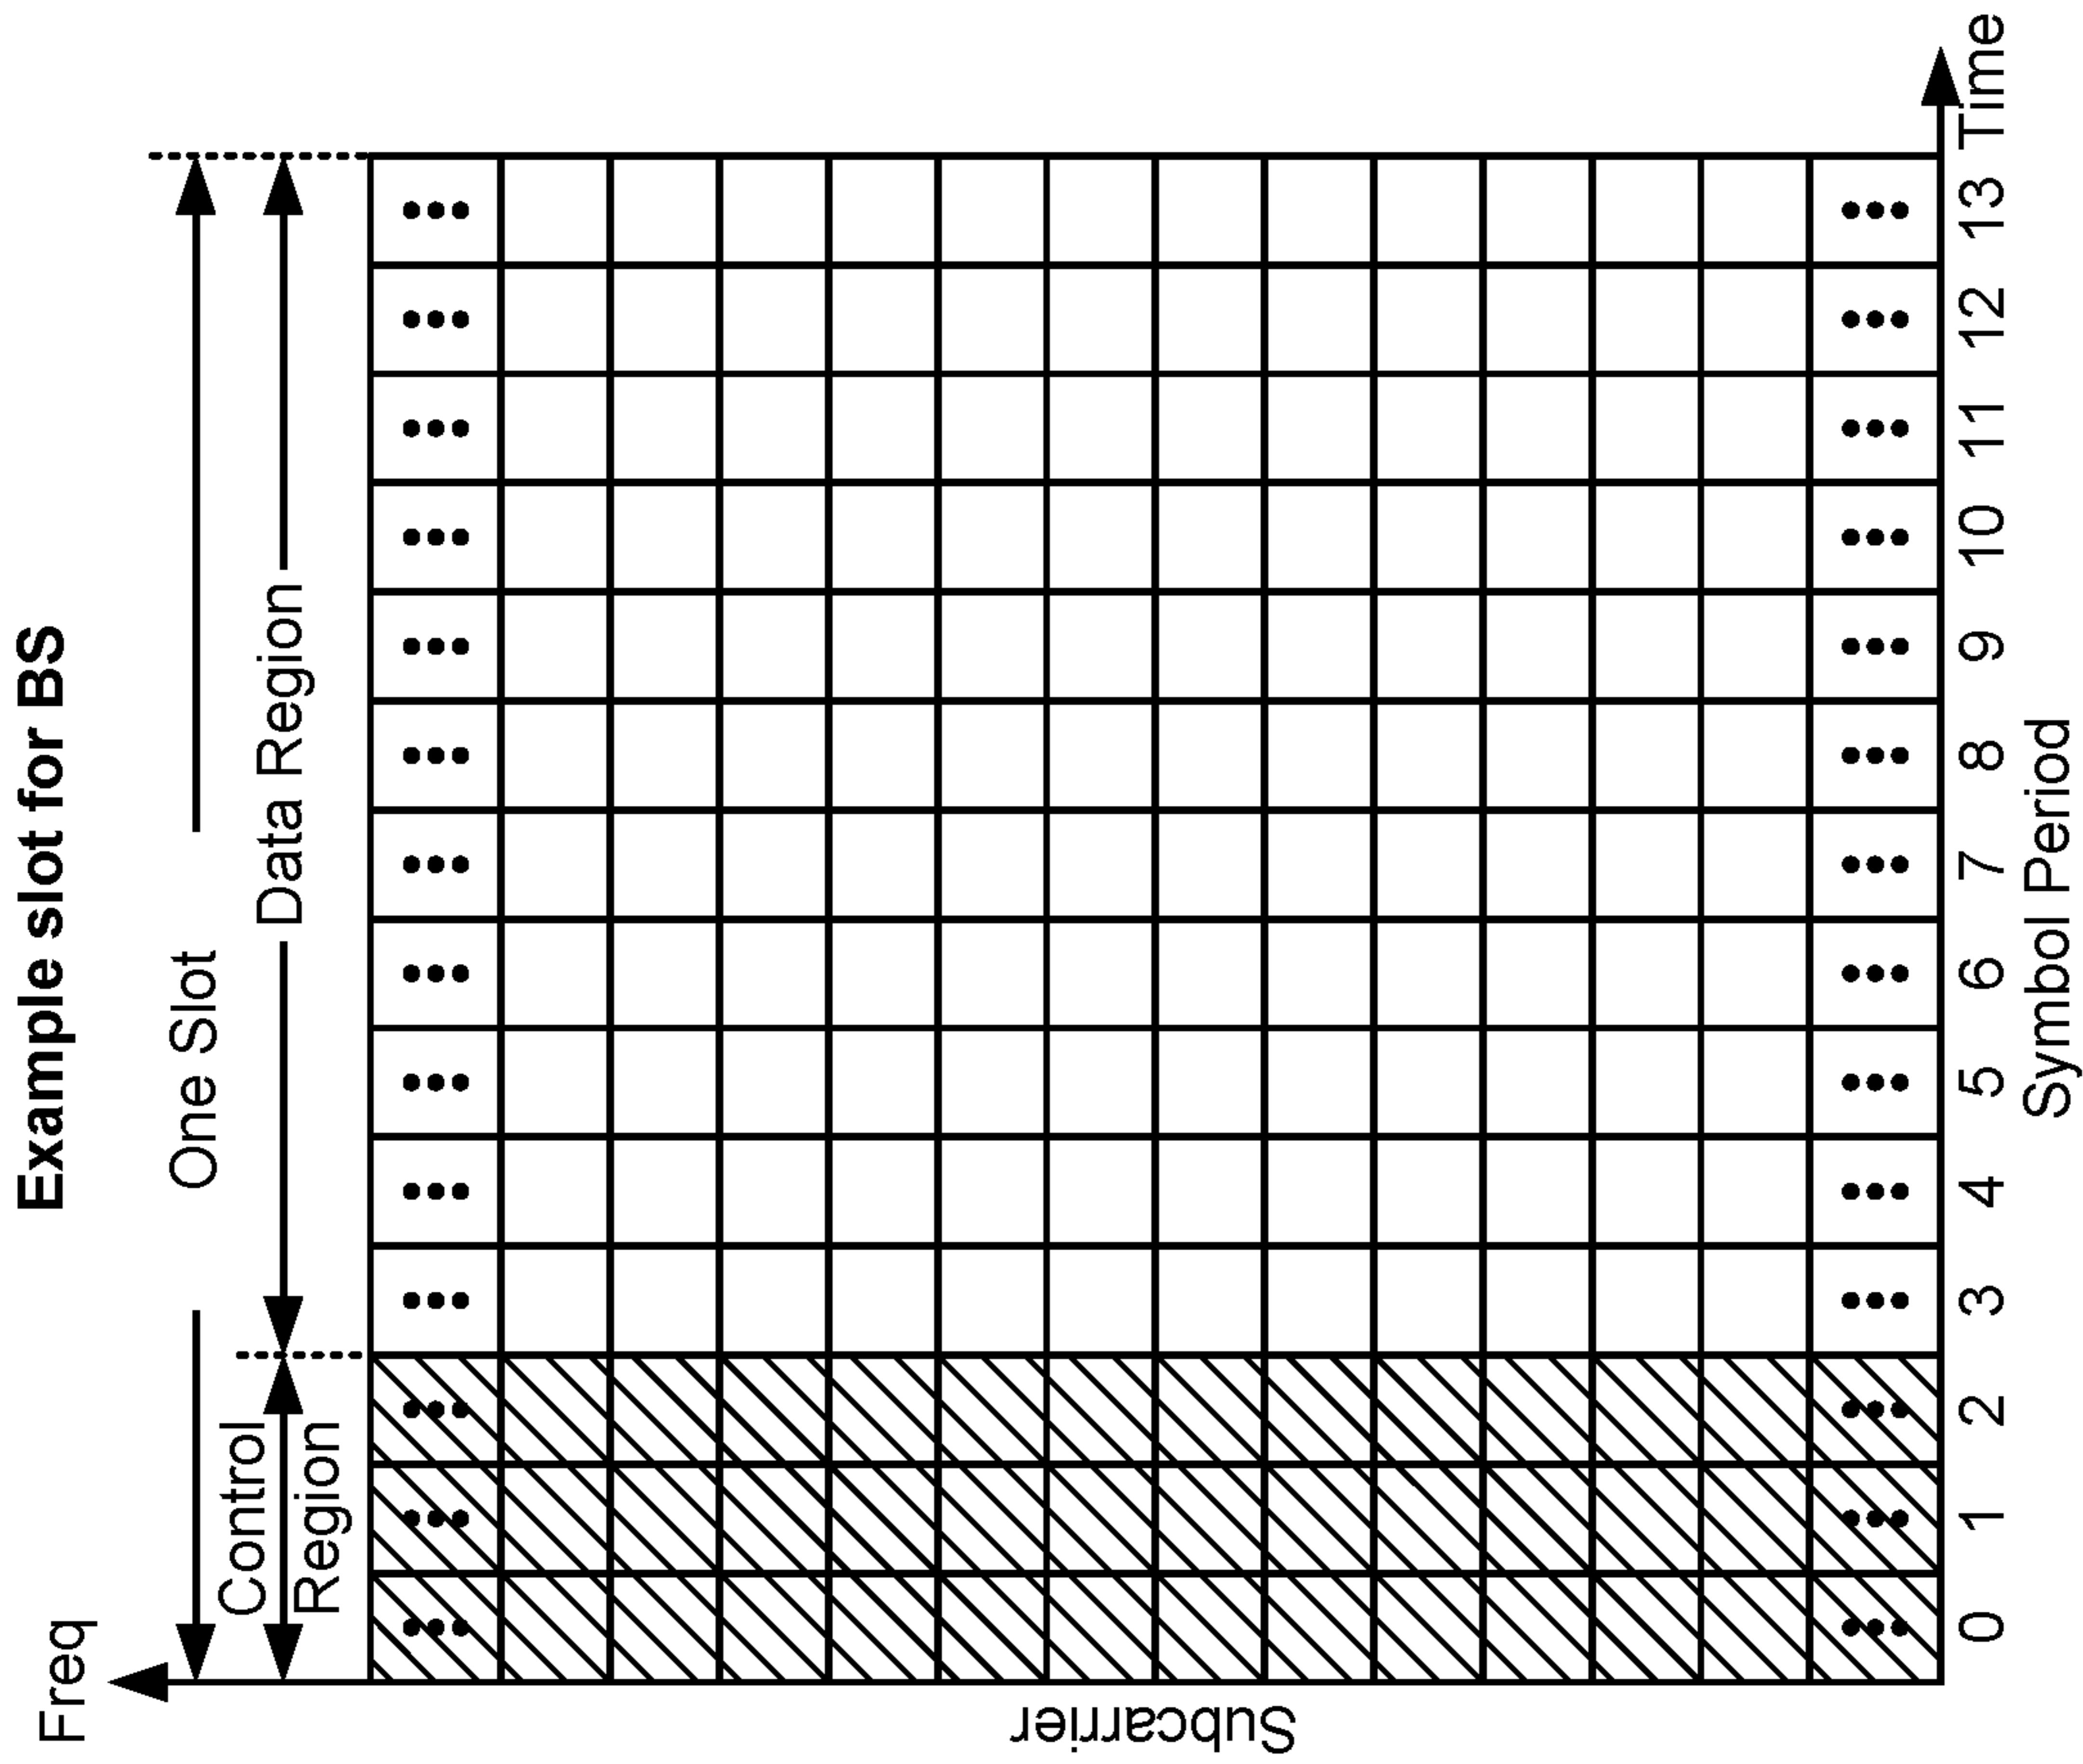 Example slot for BS
Freq
One Slot
Control
Region
Data Region
Subcarrier
0 1 2 3 4 5 6 7 8 9 10 11 12 13 Time
Symbol Period